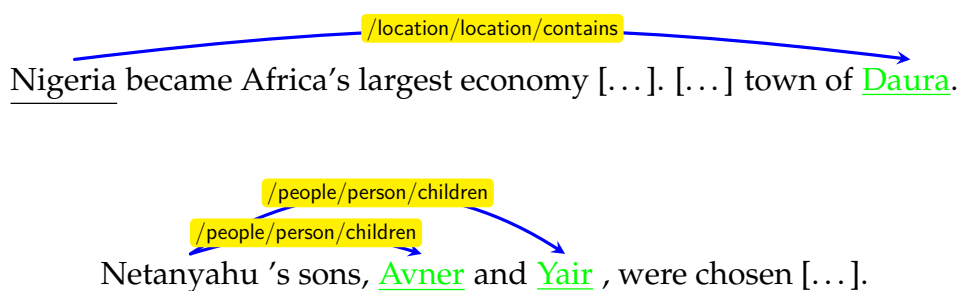 /location/location/contains
Nigeria became Africa's largest economy [...]. [...] town of Daura.
/people/person/children
/people/person/children
Netanyahu 's sons, Avner and Yair , were chosen [...].